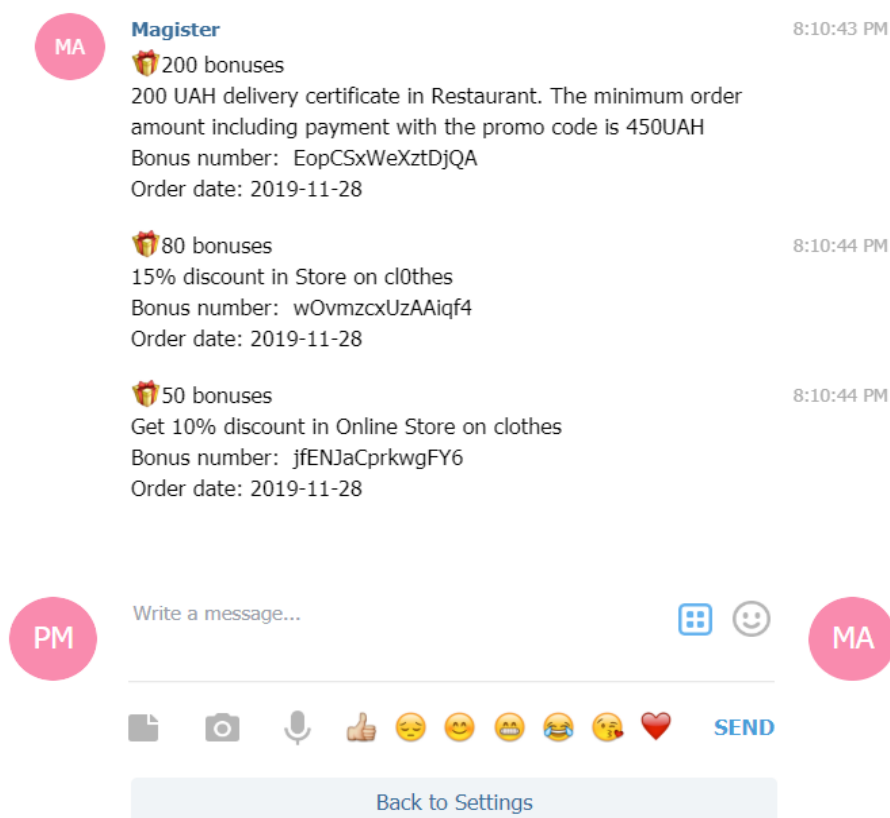 MA
Magister
8:10:43 PM
200 bonuses
200 UAH delivery certificate in Restaurant. The minimum order
amount including payment with the promo code is 450UAH
Bonus number: EopCSxWeXztDjQA
Order date: 2019-11-28
80 bonuses
8:10:44 PM
15% discount in Store on cl0thes
Bonus number: wOvmzcxUzAAiqf4
Order date: 2019-11-28
50 bonuses
8:10:44 PM
Get 10% discount in Online Store on clothes
Bonus number: jfENJaCprkwgFY6
Order date: 2019-11-28
PM
Write a message...
MA
SEND
Back to Settings